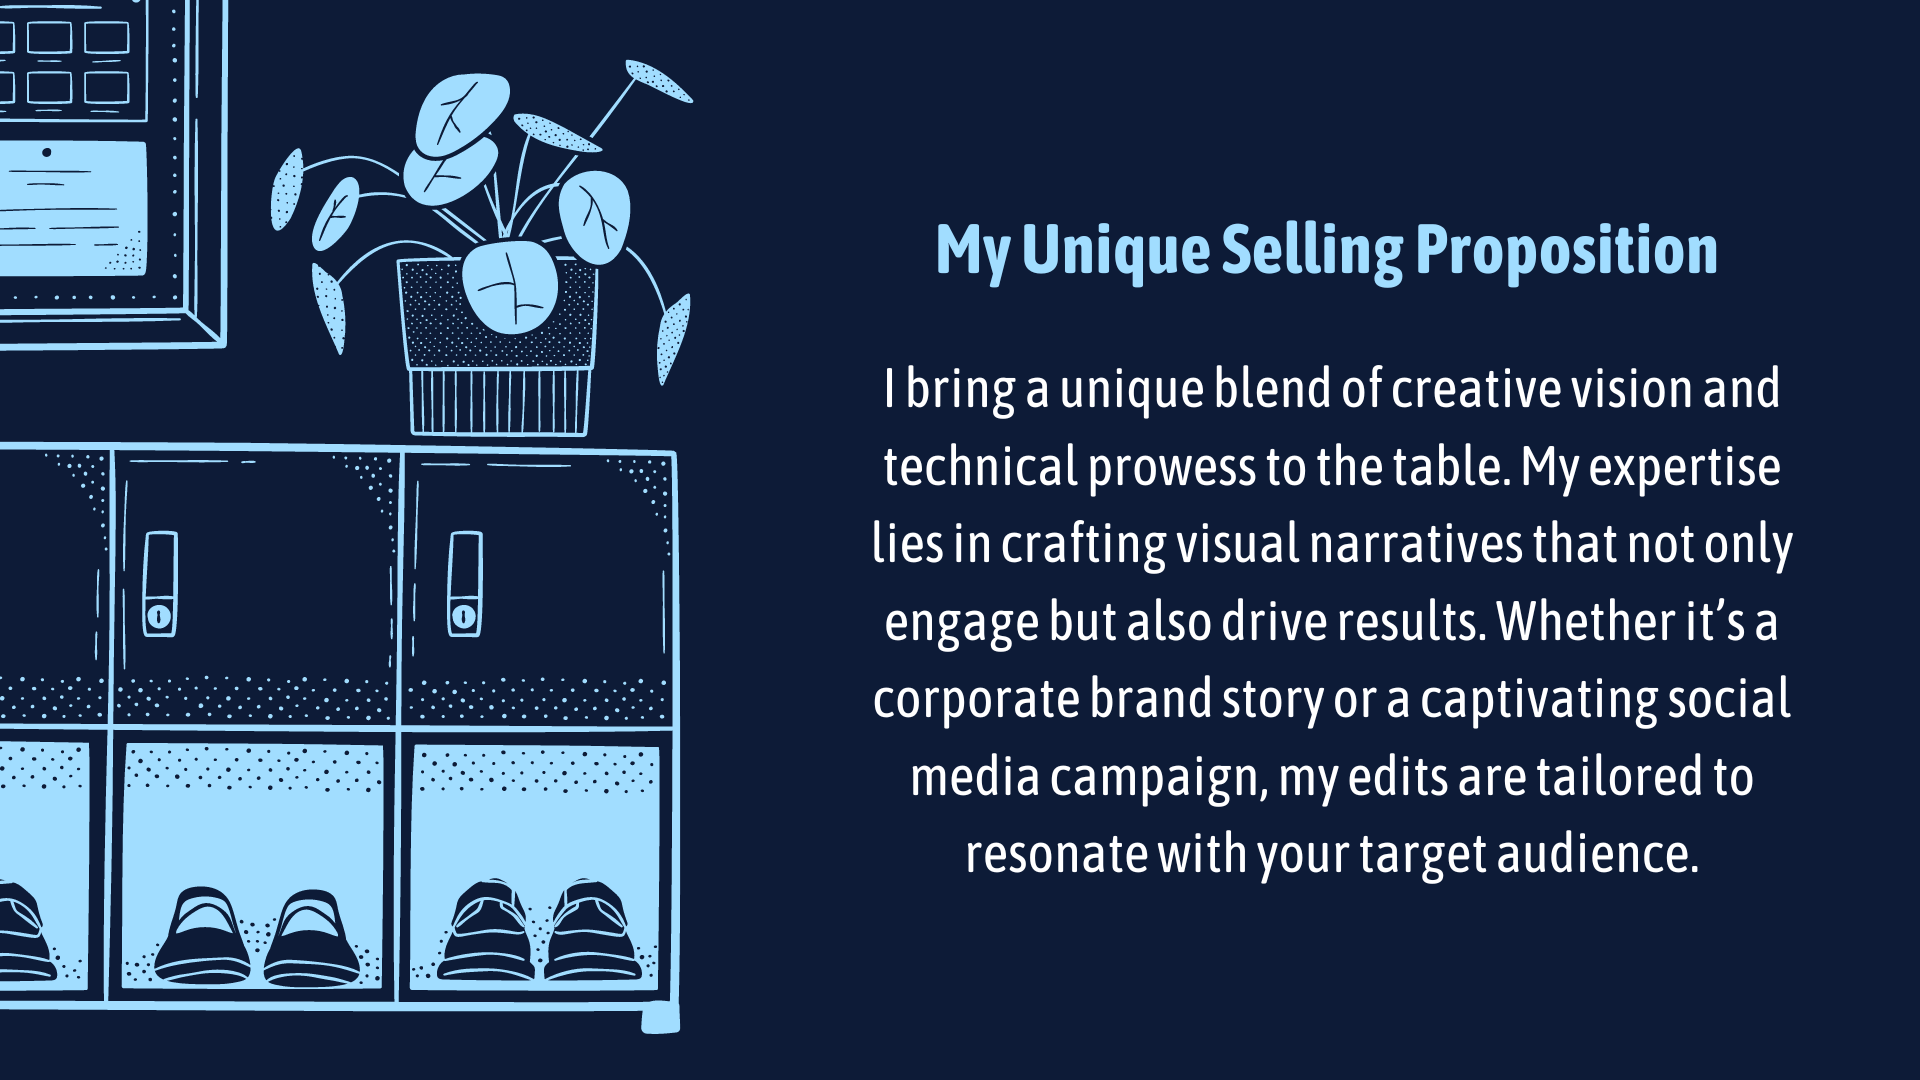 My Unique Selling Proposition
I bring a unique blend of creative vision and
technical prowess to the table. My expertise
lies in crafting visual narratives that not only
engage but also drive results. Whether it’s a
corporate brand story or a captivating social
media campaign, my edits are tailored to
resonate with your target audience.